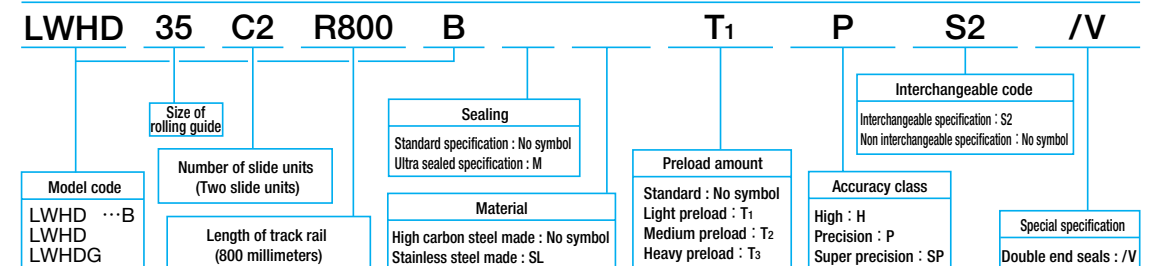 LWHD 35 C2 R800 B T1 P S2 /V
Size of
rolling guide
Number of slide units
(Two slide units)
Model code
LWHD …B
LWHD
LWHDG
Length of track rail
(800 millimeters)
Sealing
Standard specification : No symbol
Ultra sealed specification : M
Material
High carbon steel made : No symbol
Stainless steel made : SL
Preload amount
Standard : No symbol
Light preload : T1
Medium preload : T2
Heavy preload : T3
Interchangeable code
Interchangeable specification : S2
Non interchangeable specification : No symbol
Accuracy class
High : H
Precision : P
Super precision : SP
Special specification
Double end seals : /V